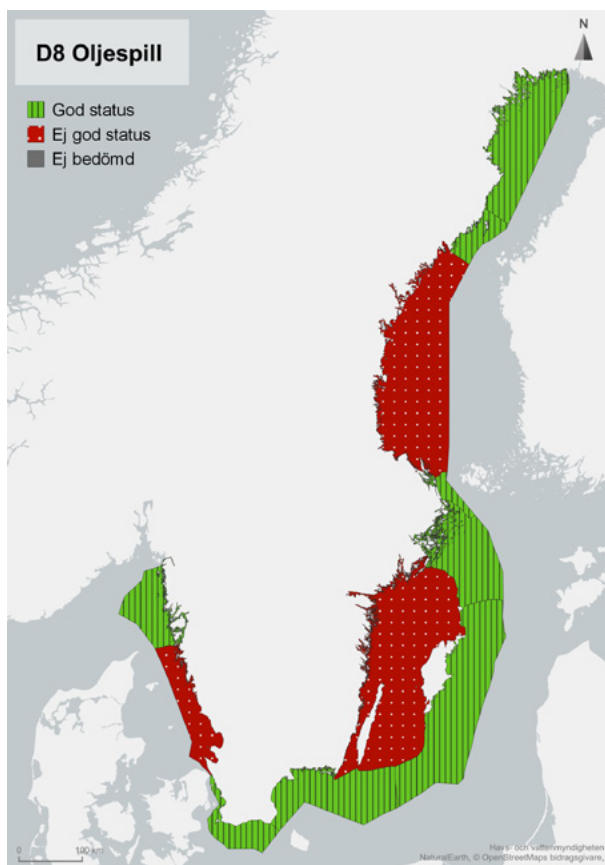 D8 Oljespill
N
God status
Ej god status
Ej bedömd
0 100 km
Havs- och vattenmyndigheten
NaturalEarth, © OpenStreetMaps bidragsgivare,